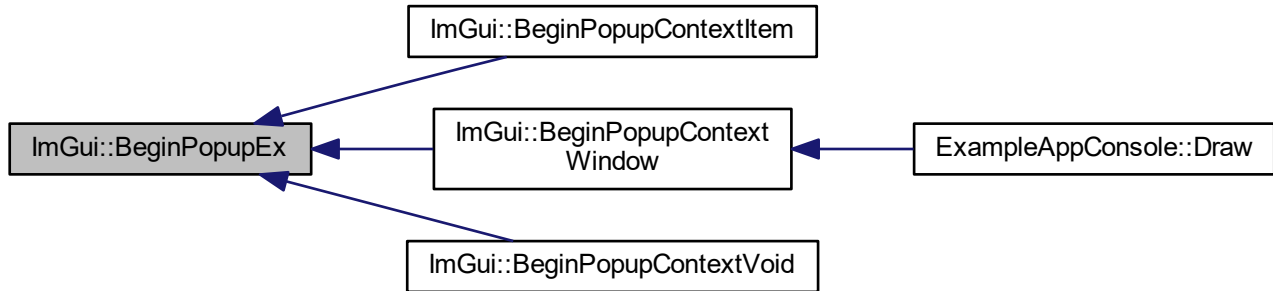 ImGui::BeginPopupContextItem
ImGui::BeginPopupEx
ImGui::BeginPopupContext
Window
ExampleAppConsole::Draw
ImGui::BeginPopupContextVoid